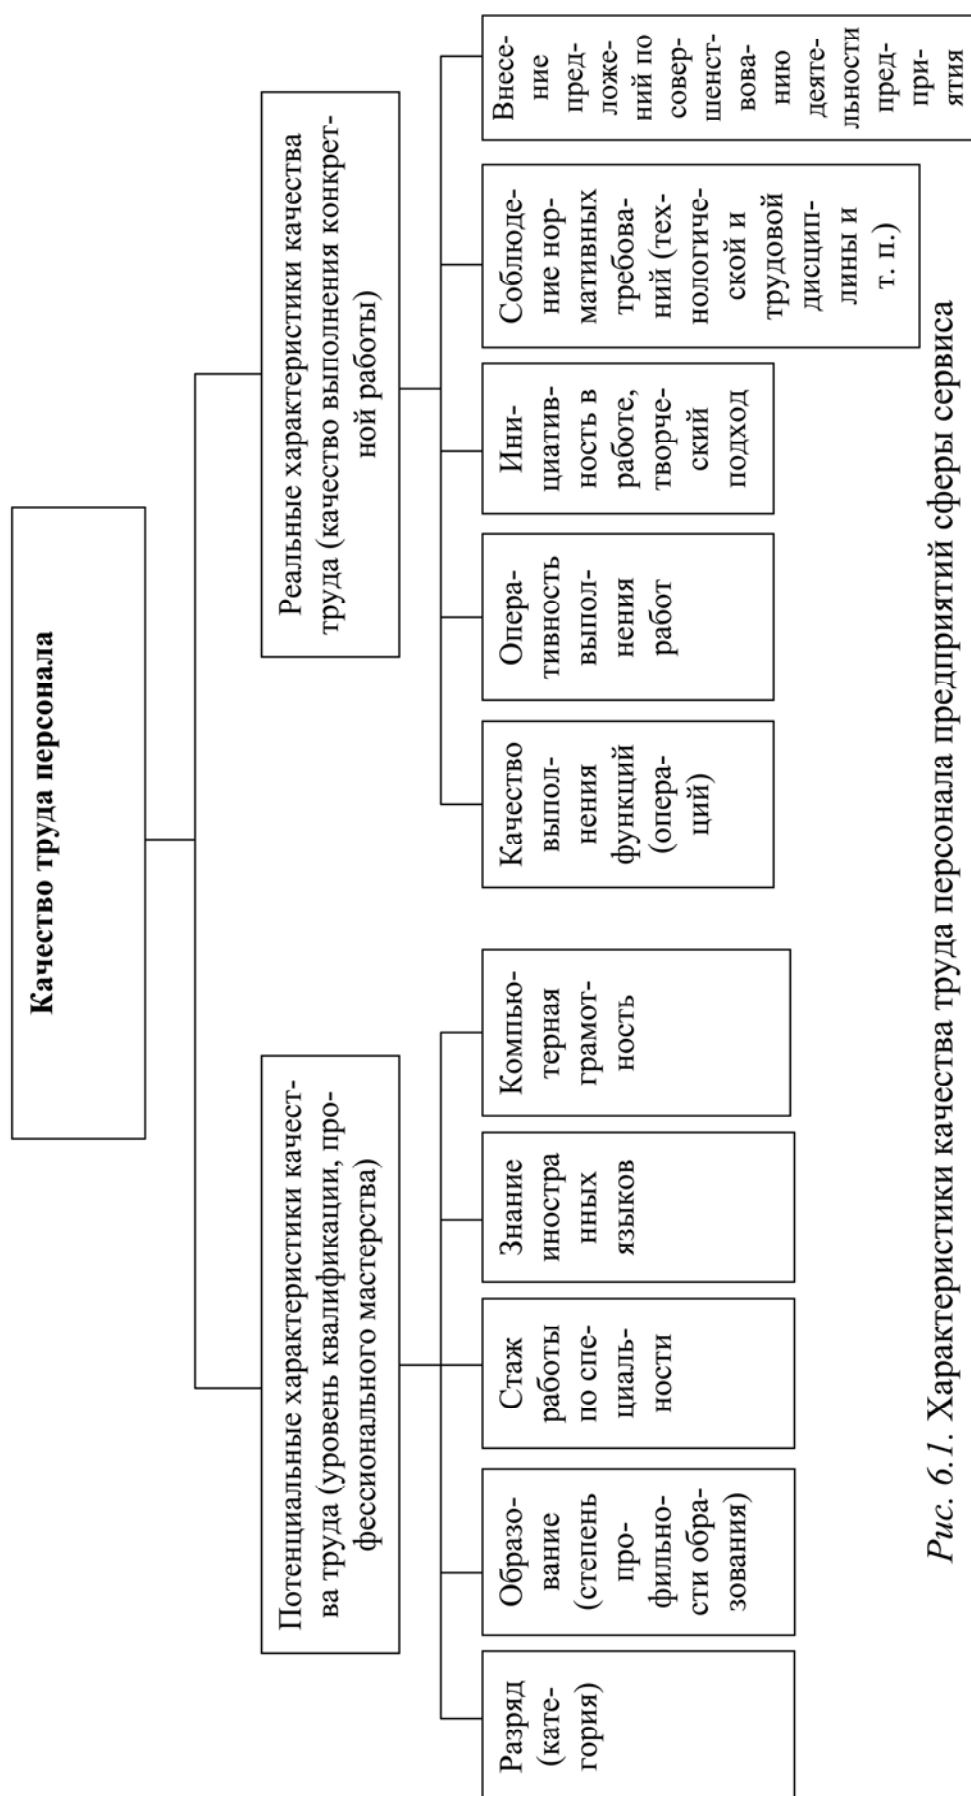 Качество труда персонала
Потенциальные характеристики качест-
ва труда (уровень квалификации, про-
фессионального мастерства)
Реальные характеристики качества
труда (качество выполнения конкрет-
ной работы)
Разряд
(кате-
гория)
Образо-
вание
(степень
про-
фильно-
сти обра-
зования)
Стаж
работы
по спе-
циаль-
ности
Знание
иностра
нных
языков
Компью-
терная
грамот-
ность
Качество
выпол-
нения
функций
(опера-
ций)
Опера-
тивность
выпол-
нения
работ
Ини-
циатив-
ность в
работе,
творче-
ский
подход
Соблюде-
ние нор-
мативных
требова-
ний (тех-
нологиче-
ской и
трудовой
дисцип-
лины и
т. п.)
Внесе-
ние
пред-
ложе-
ний по
совер-
шенст-
вова-
нию
деяте-
льности
пред-
при-
ятия
Рис. 6.1. Характеристики качества труда персонала предприятий сферы сервиса